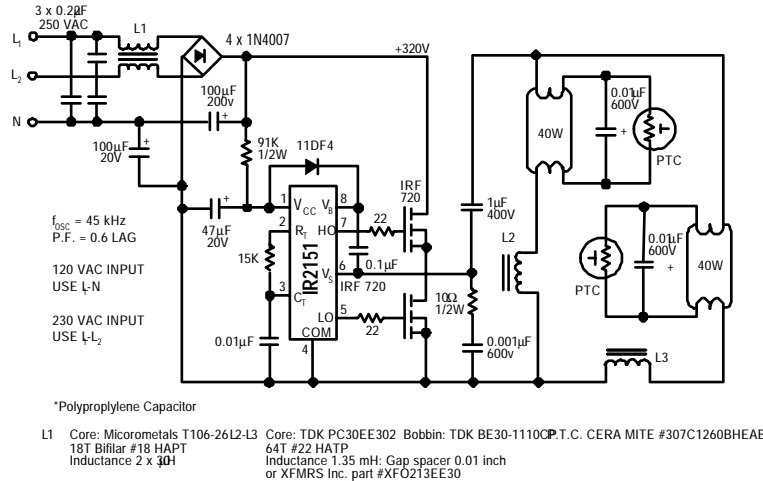 3 x 0.22µF
250 VAC
L1
4 x 1N4007
+320V
L1
L2
N
100µF
200v
100µF
20V
91K
1/2W
11DF4
47µF
20V
fOSC = 45 kHz
P.F. = 0.6 LAG
120 VAC INPUT
USE L1-N
230 VAC INPUT
USE L1-L2
15K
0.01µF
1
2
3
4
VCC
RT
CT
COM
IR2151
VB
HO
VS
LO
8
7
6
5
22
IRF
720
0.1µF
IRF 720
22
10Ω
1/2W
0.001µF
600v
1µF
400V
L2
40W
0.01µF
600V
+
PTC
PTC
0.01µF
600V
+
40W
L3
*Polyproplylene Capacitor
L1 Core: Micrometals T106-26 L2-L3 Core: TDK PC30EE302 Bobbin: TDK BE30-1110CP P.T.C. CERA MITE #307C1260BHEAB
18T Bifilar #18 HAPT 64T #22 HATP
Inductance 2 x Inductance 1.35 mH: Gap spacer 0.01 inch
or XFMRS Inc. part #XFO213EE30